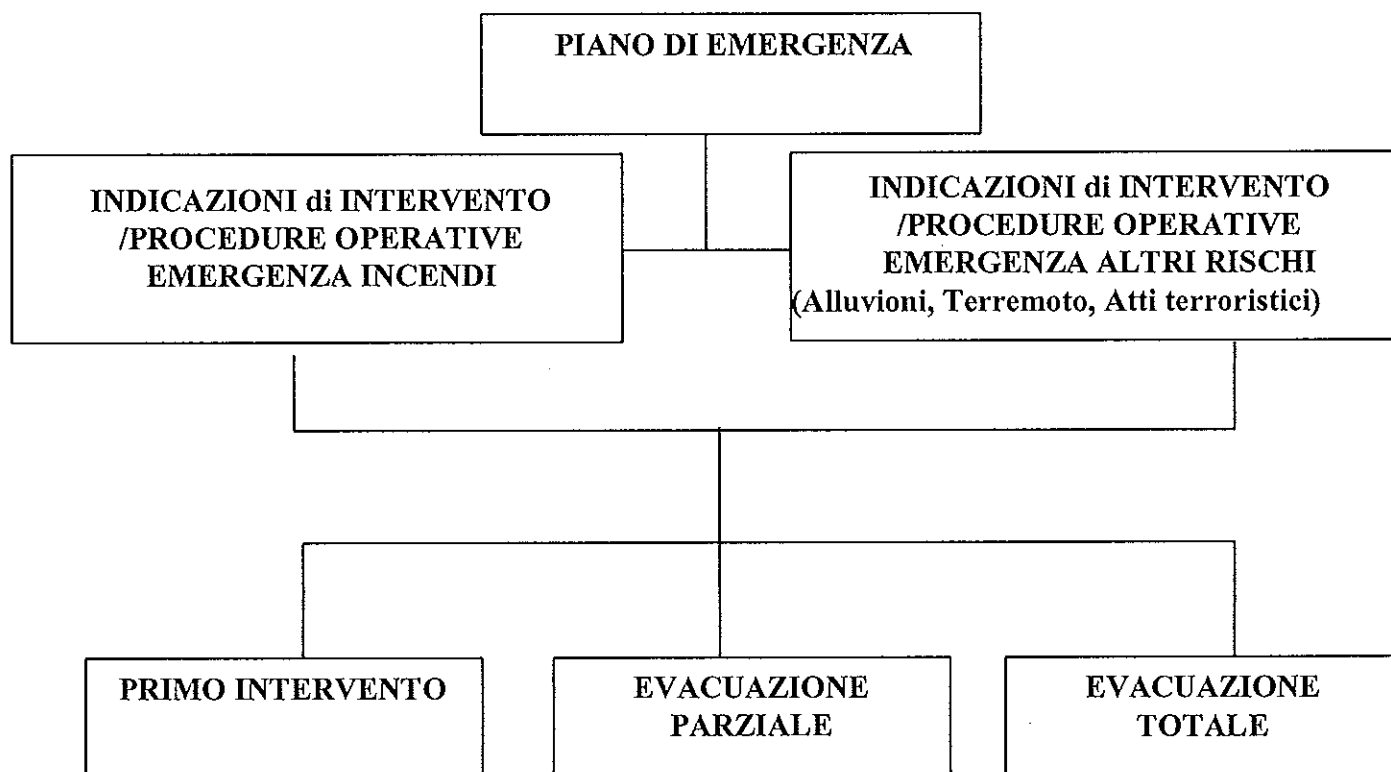 PIANO DI EMERGENZA
INDICAZIONI di INTERVENTO
/PROCEDURE OPERATIVE
EMERGENZA INCENDI
INDICAZIONI di INTERVENTO
/PROCEDURE OPERATIVE
EMERGENZA ALTRI RISCHI
(Alluvioni, Terremoto, Atti terroristici)
PRIMO INTERVENTO
EVACUAZIONE
PARZIALE
EVACUAZIONE
TOTALE